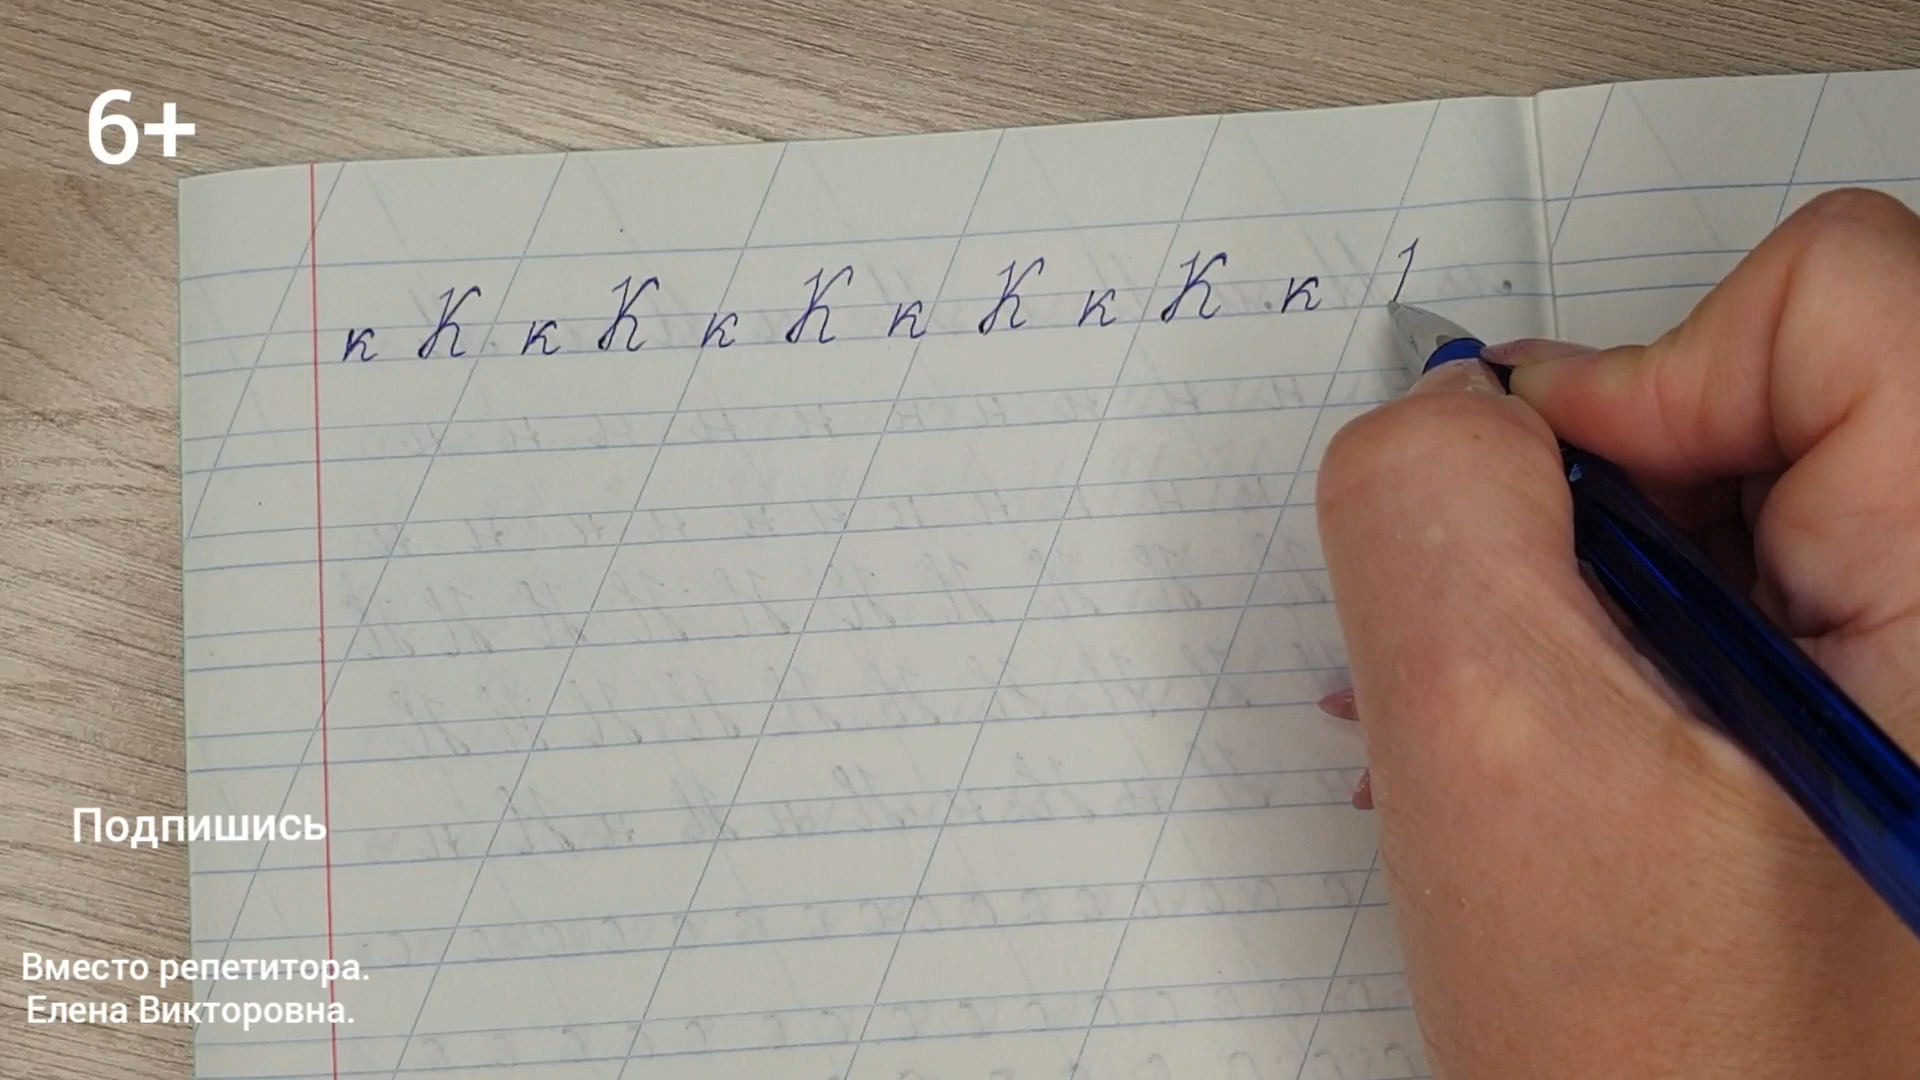 6+
к К к К к К к К к К к
Подпишись
Вместо репетитора.
Елена Викторовна.